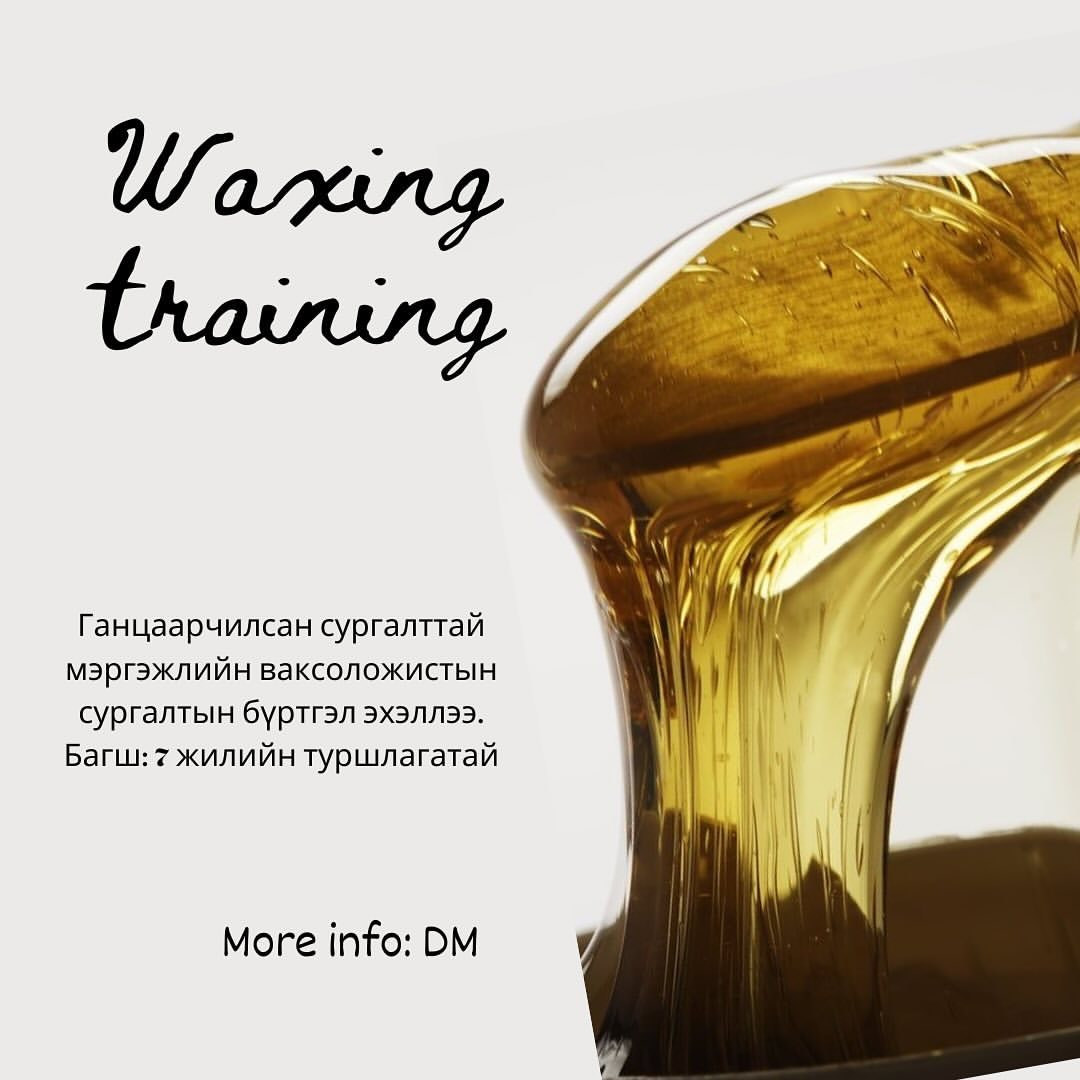 Waxing
training
Ганцаарчилсан сургалттай
мэргэжлийн ваксоложистын
сургалтын бүртгэл эхэллээ.
Багш: 7 жилийн туршлагатай
More info: DM